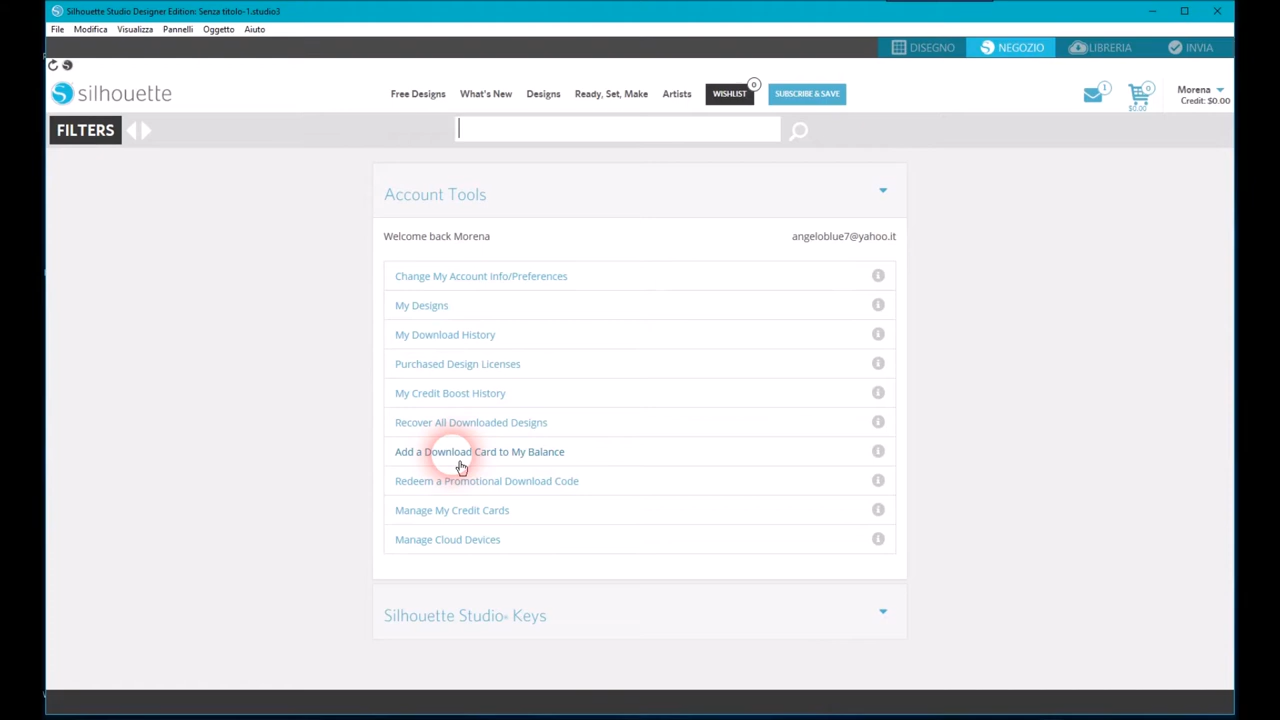 Silhouette Studio Designer Edition: Senza titolo-1.studio3
File Modifica Visualizza Pannelli Oggetto Aiuto
DISEGNO NEGOZIO LIBRERIA INVIA
silhouette Free Designs What's New Designs Ready, Set, Make Artists WISHLIST 0 SUBSCRIBE & SAVE 1 0 $0.00 Morena
Credit: $0.00
FILTERS
Account Tools
Welcome back Morena angeloblue7@yahoo.it
Change My Account Info/Preferences
My Designs
My Download History
Purchased Design Licenses
My Credit Boost History
Recover All Downloaded Designs
Add a Download Card to My Balance
Redeem a Promotional Download Code
Manage My Credit Cards
Manage Cloud Devices
Silhouette Studio® Keys